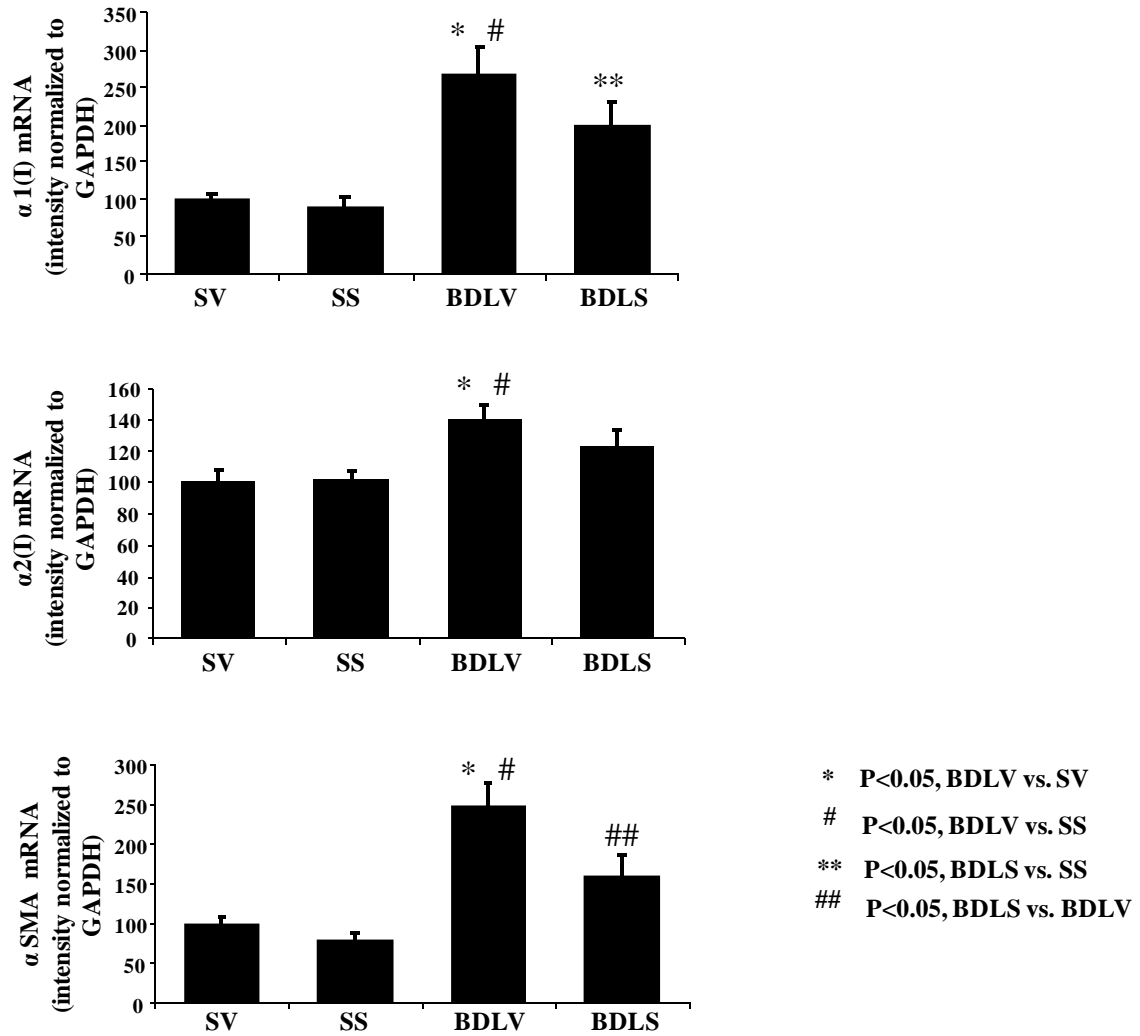 α 1(I) mRNA
(intensity normalized to
GAPDH)
350
300
250
200
150
100
50
0
* #
**
SV SS BDLV BDLS
α2(I) mRNA
(intensity normalized to
GAPDH)
160
140
120
100
80
60
40
20
0
* #
SV SS BDLV BDLS
α SMA mRNA
(intensity normalized to
GAPDH)
300
250
200
150
100
50
0
* #
##
SV SS BDLV BDLS
* P<0.05, BDLV vs. SV
# P<0.05, BDLV vs. SS
** P<0.05, BDLS vs. SS
## P<0.05, BDLS vs. BDLV